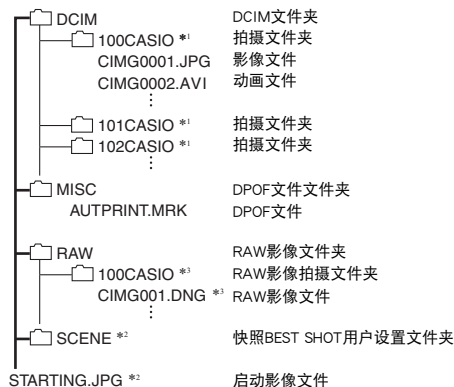 DCIM DCIM文件夹
100CASIO *1 拍摄文件夹
CIMG0001.JPG 影像文件
CIMG0002.AVI 动画文件
101CASIO *1 拍摄文件夹
102CASIO *1 拍摄文件夹
MISC DPOF文件文件夹
AUTPRINT.MRK DPOF文件
RAW RAW影像文件夹
100CASIO *3 RAW影像拍摄文件夹
CIMG001.DNG *3 RAW影像文件
SCENE *2 快照BEST SHOT用户设置文件夹
STARTING.JPG *2 启动影像文件